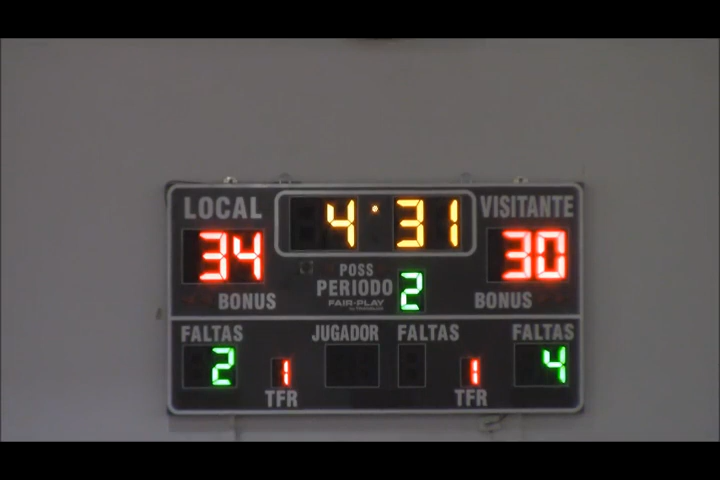 LOCAL 4:31 VISITANTE
34 30
POSS
PERIODO 2
FAIR-PLAY
BONUS BONUS
FALTAS JUGADOR FALTAS FALTAS
2 1 1 4
TFR TFR